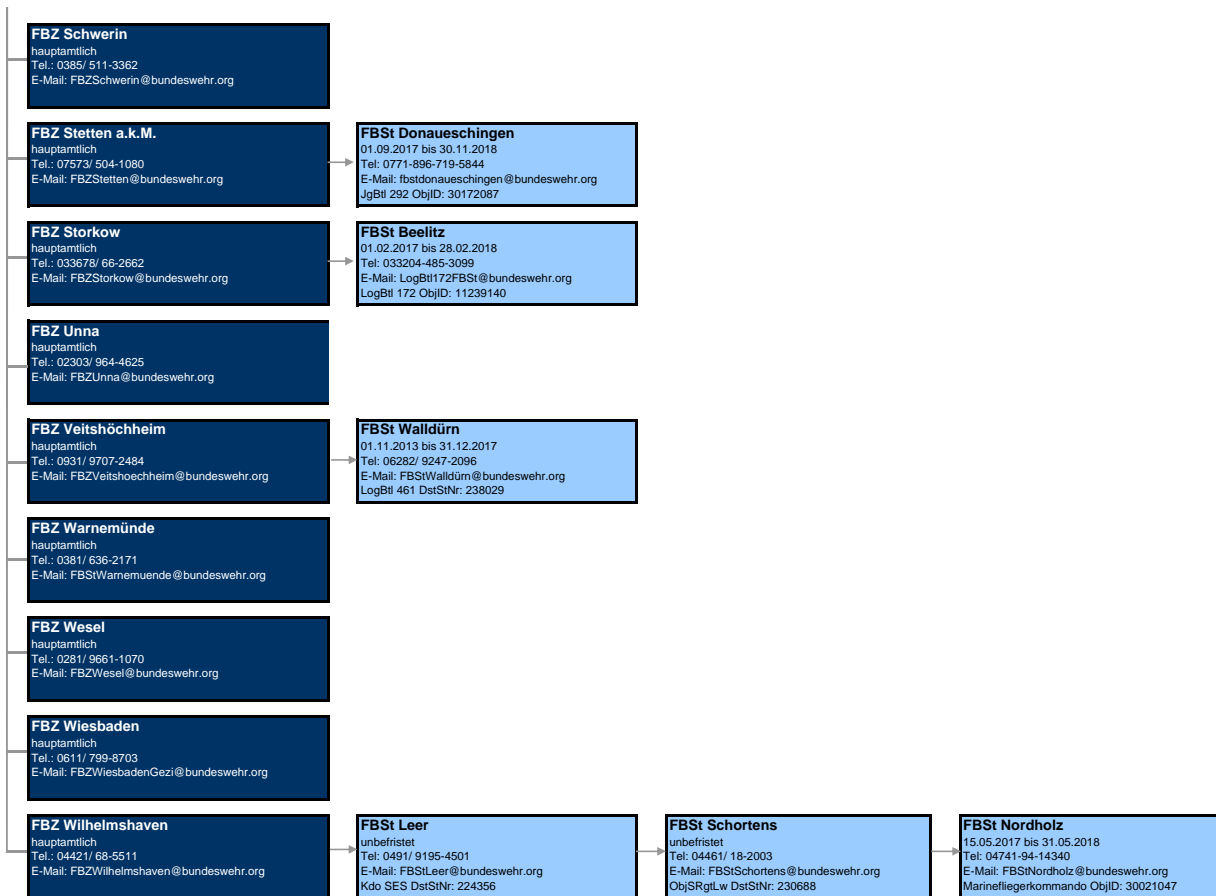 FBZ Schwerin
hauptamtlich
Tel.: 0385/ 511-3362
E-Mail: FBZSchwerin@bundeswehr.org
FBZ Stetten a.k.M.
hauptamtlich
Tel.: 07573/ 504-1080
E-Mail: FBZStetten@bundeswehr.org
FBSt Donaueschingen
01.09.2017 bis 30.11.2018
Tel: 0771-896-719-5844
E-Mail: fbstdonaueschingen@bundeswehr.org
JgBtl 292 ObjID: 30172087
FBZ Storkow
hauptamtlich
Tel.: 033678/ 66-2662
E-Mail: FBZStorkow@bundeswehr.org
FBSt Beelitz
01.02.2017 bis 28.02.2018
Tel: 033204-485-3099
E-Mail: LogBtl172FBSt@bundeswehr.org
LogBtl 172 ObjID: 11239140
FBZ Unna
hauptamtlich
Tel.: 02303/ 964-4625
E-Mail: FBZUnna@bundeswehr.org
FBZ Veitshöchheim
hauptamtlich
Tel.: 0931/ 9707-2484
E-Mail: FBZVeitshoechheim@bundeswehr.org
FBSt Walldürn
01.11.2013 bis 31.12.2017
Tel: 06282/ 9247-2096
E-Mail: FBStWalldürn@bundeswehr.org
LogBtl 461 DstStNr: 238029
FBZ Warnemünde
hauptamtlich
Tel.: 0381/ 636-2171
E-Mail: FBStWarnemuende@bundeswehr.org
FBZ Wesel
hauptamtlich
Tel.: 0281/ 9661-1070
E-Mail: FBZWesel@bundeswehr.org
FBZ Wiesbaden
hauptamtlich
Tel.: 0611/ 799-8703
E-Mail: FBZWiesbadenGezi@bundeswehr.org
FBZ Wilhelmshaven
hauptamtlich
Tel.: 04421/ 68-5511
E-Mail: FBZWilhelmshaven@bundeswehr.org
FBSt Leer
unbefristet
Tel: 0491/ 9195-4501
E-Mail: FBStLeer@bundeswehr.org
Kdo SES DstStNr: 224356
FBSt Schortens
unbefristet
Tel: 04461/ 18-2003
E-Mail: FBStSchortens@bundeswehr.org
ObjSRgtLw DstStNr: 230688
FBSt Nordholz
15.05.2017 bis 31.05.2018
Tel: 04741-94-14340
E-Mail: FBStNordholz@bundeswehr.org
Marinefliegerkommando ObjID: 30021047